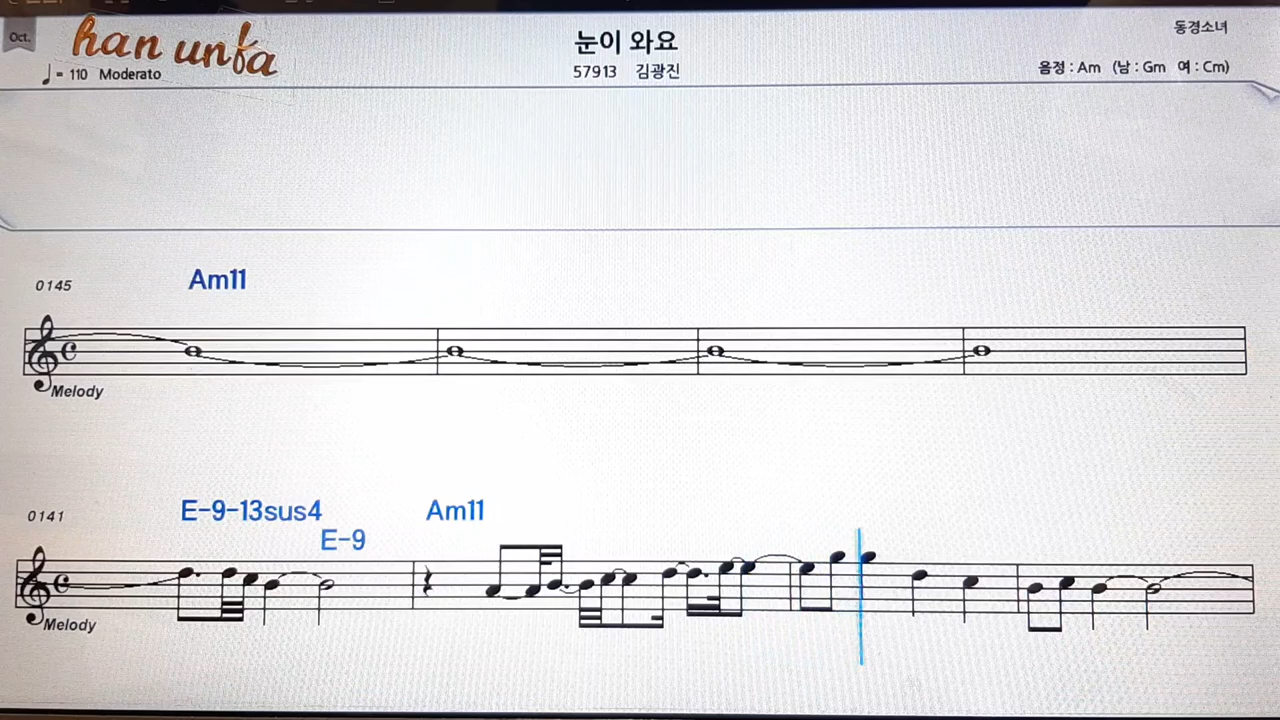 Oct.
han unfa
눈이 와요
동경소녀
♩= 110 Moderato
57913 김광진
음정 : Am (남 : Gm 여 : Cm)
0145
Am11
Melody
0141
E-9-13sus4
Am11
E-9
Melody